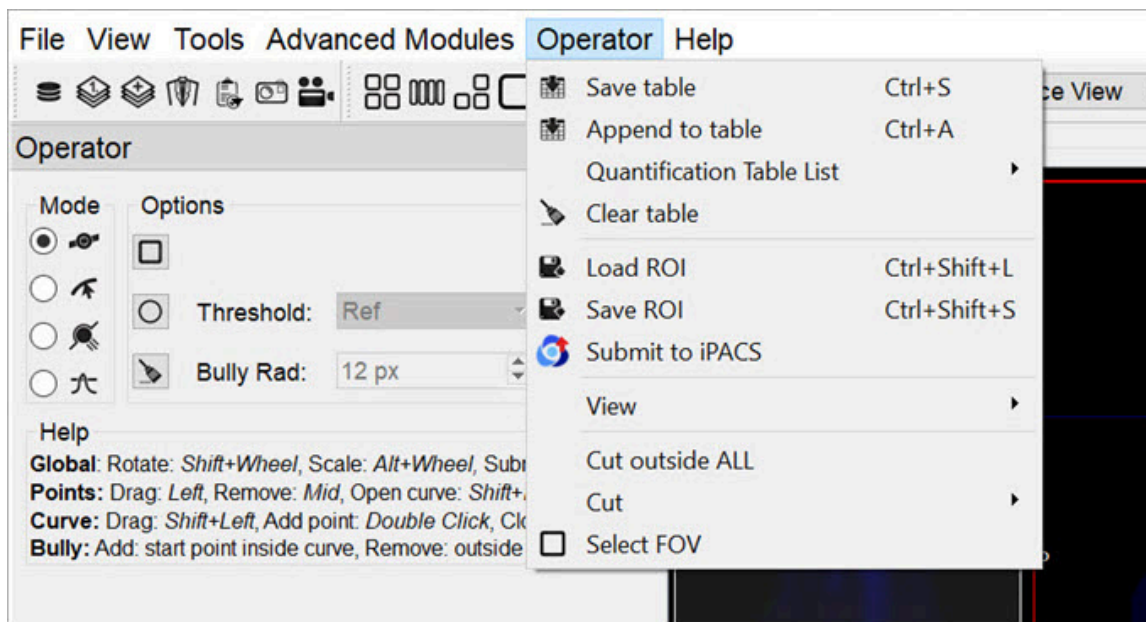 File View Tools Advanced Modules Operator Help
Operator
Mode Options
Threshold: Ref
Bully Rad: 12 px
Help
Global: Rotate: Shift+Wheel, Scale: Alt+Wheel,
Points: Drag: Left, Remove: Mid, Open curve: Shift+
Curve: Drag: Shift+Left, Add point: Double Click,
Bully: Add: start point inside curve, Remove: outside
Save table Ctrl+S
Append to table Ctrl+A
Quantification Table List
Clear table
Load ROI Ctrl+Shift+L
Save ROI Ctrl+Shift+S
Submit to iPACS
View
Cut outside ALL
Cut
Select FOV
View